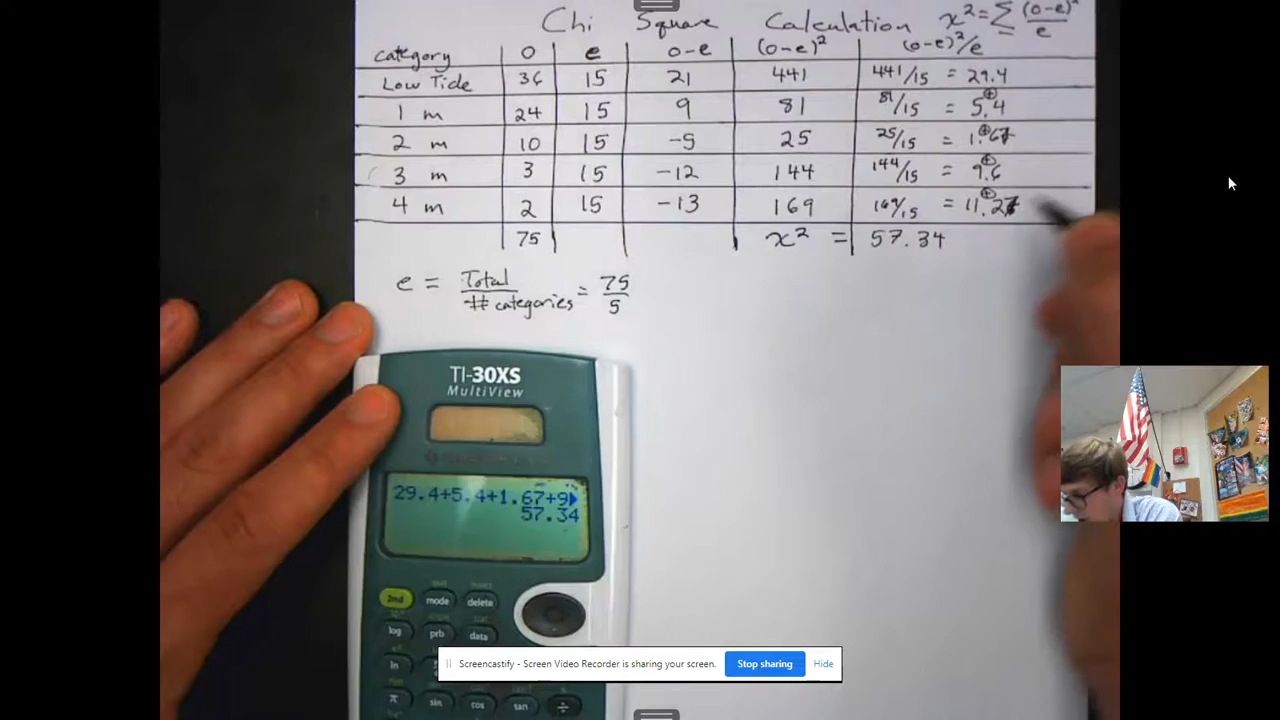 Chi Square Calculation x² = Σ (o-e)²/e
category o e o-e (o-e)² (o-e)²/e
Low Tide 36 15 21 441 441/15 = 29.4
1 m 24 15 9 81 81/15 = 5.4
2 m 10 15 -5 25 25/15 = 1.67
3 m 3 15 -12 144 144/15 = 9.6
4 m 2 15 -13 169 169/15 = 11.27
75 x² = 57.34
e = Total / # categories = 75/5
TI-30XS
MultiView
29.4+5.4+1.67+9
57.34
2nd mode delete
log prb data
ln
π sin cos tan ÷
Screencastify - Screen Video Recorder is sharing your screen. Stop sharing Hide